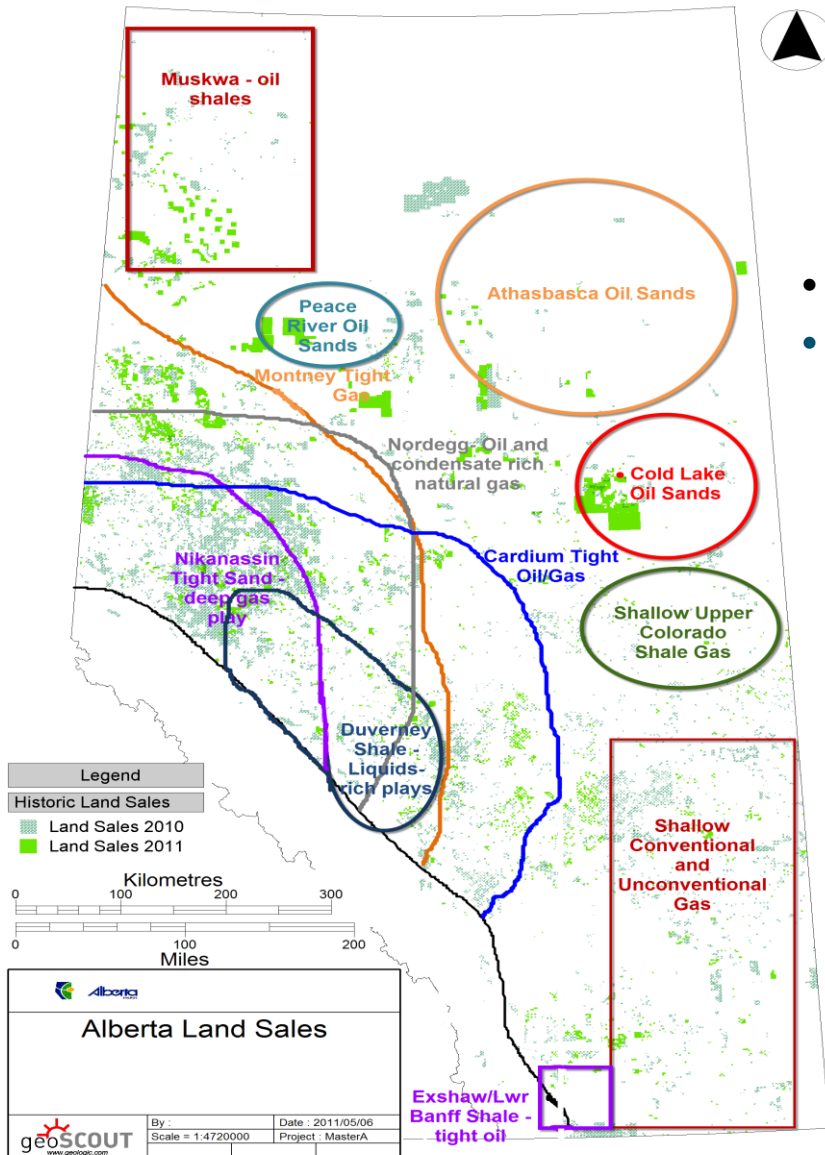 Muskwa - oil
shales
Athasbasca Oil Sands
Peace
River Oil
Sands
Montney Tight
Gas
Nordegg- Oil and
condensate rich
natural gas
Cold Lake
Oil Sands
Nikanassin
Tight Sand -
deep gas
play
Cardium Tight
Oil/Gas
Shallow Upper
Colorado
Shale Gas
Duverney
Shale -
Liquids-
rich plays
Shallow
Conventional
and
Unconventional
Gas
Exshaw/Lwr
Banff Shale -
tight oil
Legend
Historic Land Sales
Land Sales 2010
Land Sales 2011
Kilometres
0 100 200 300
0 100 200
Miles
Alberta
Alberta Land Sales
geoSCOUT
www.geologic.com
By :
Date : 2011/05/06
Scale = 1:4720000
Project : MasterA